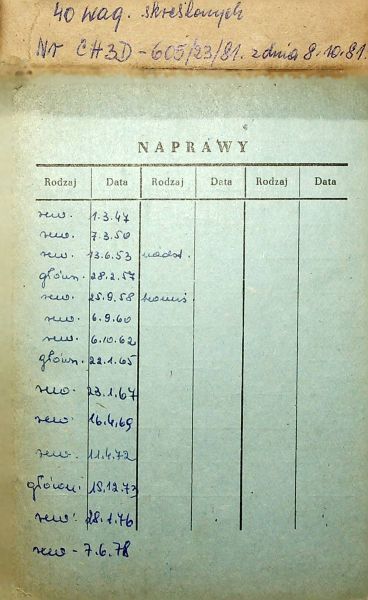 40 wag. skreślonych
Nr CH3D-605/23/81. z dnia 8.10.81.
NAPRAWY
Rodzaj Data Rodzaj Data Rodzaj Data
rew. 1.3.47
rew. 7.3.50
rew. 13.6.53 nadzt.
główn. 28.2.57
rew. 25.9.58
rew. 6.9.60
rew. 6.10.62
główn. 22.1.65
rew. 23.1.67
rew. 16.4.69
rew. 11.4.72
główn. 15.12.73
rew. 28.1.76
rew - 7.6.78